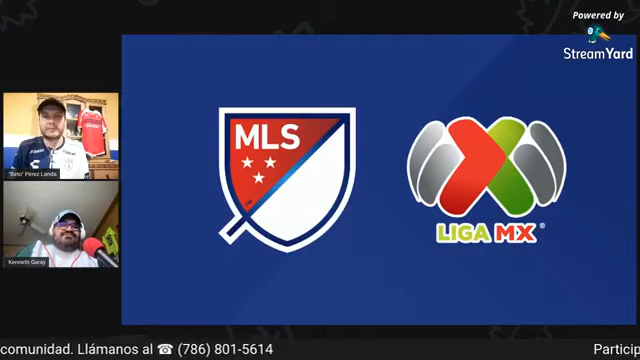 Powered by
StreamYard
MLS
LIGA MX
"Beto" Pérez Landa
Kenneth Garay
comunidad. Llámanos al ☎ (786) 801-5614
Particip